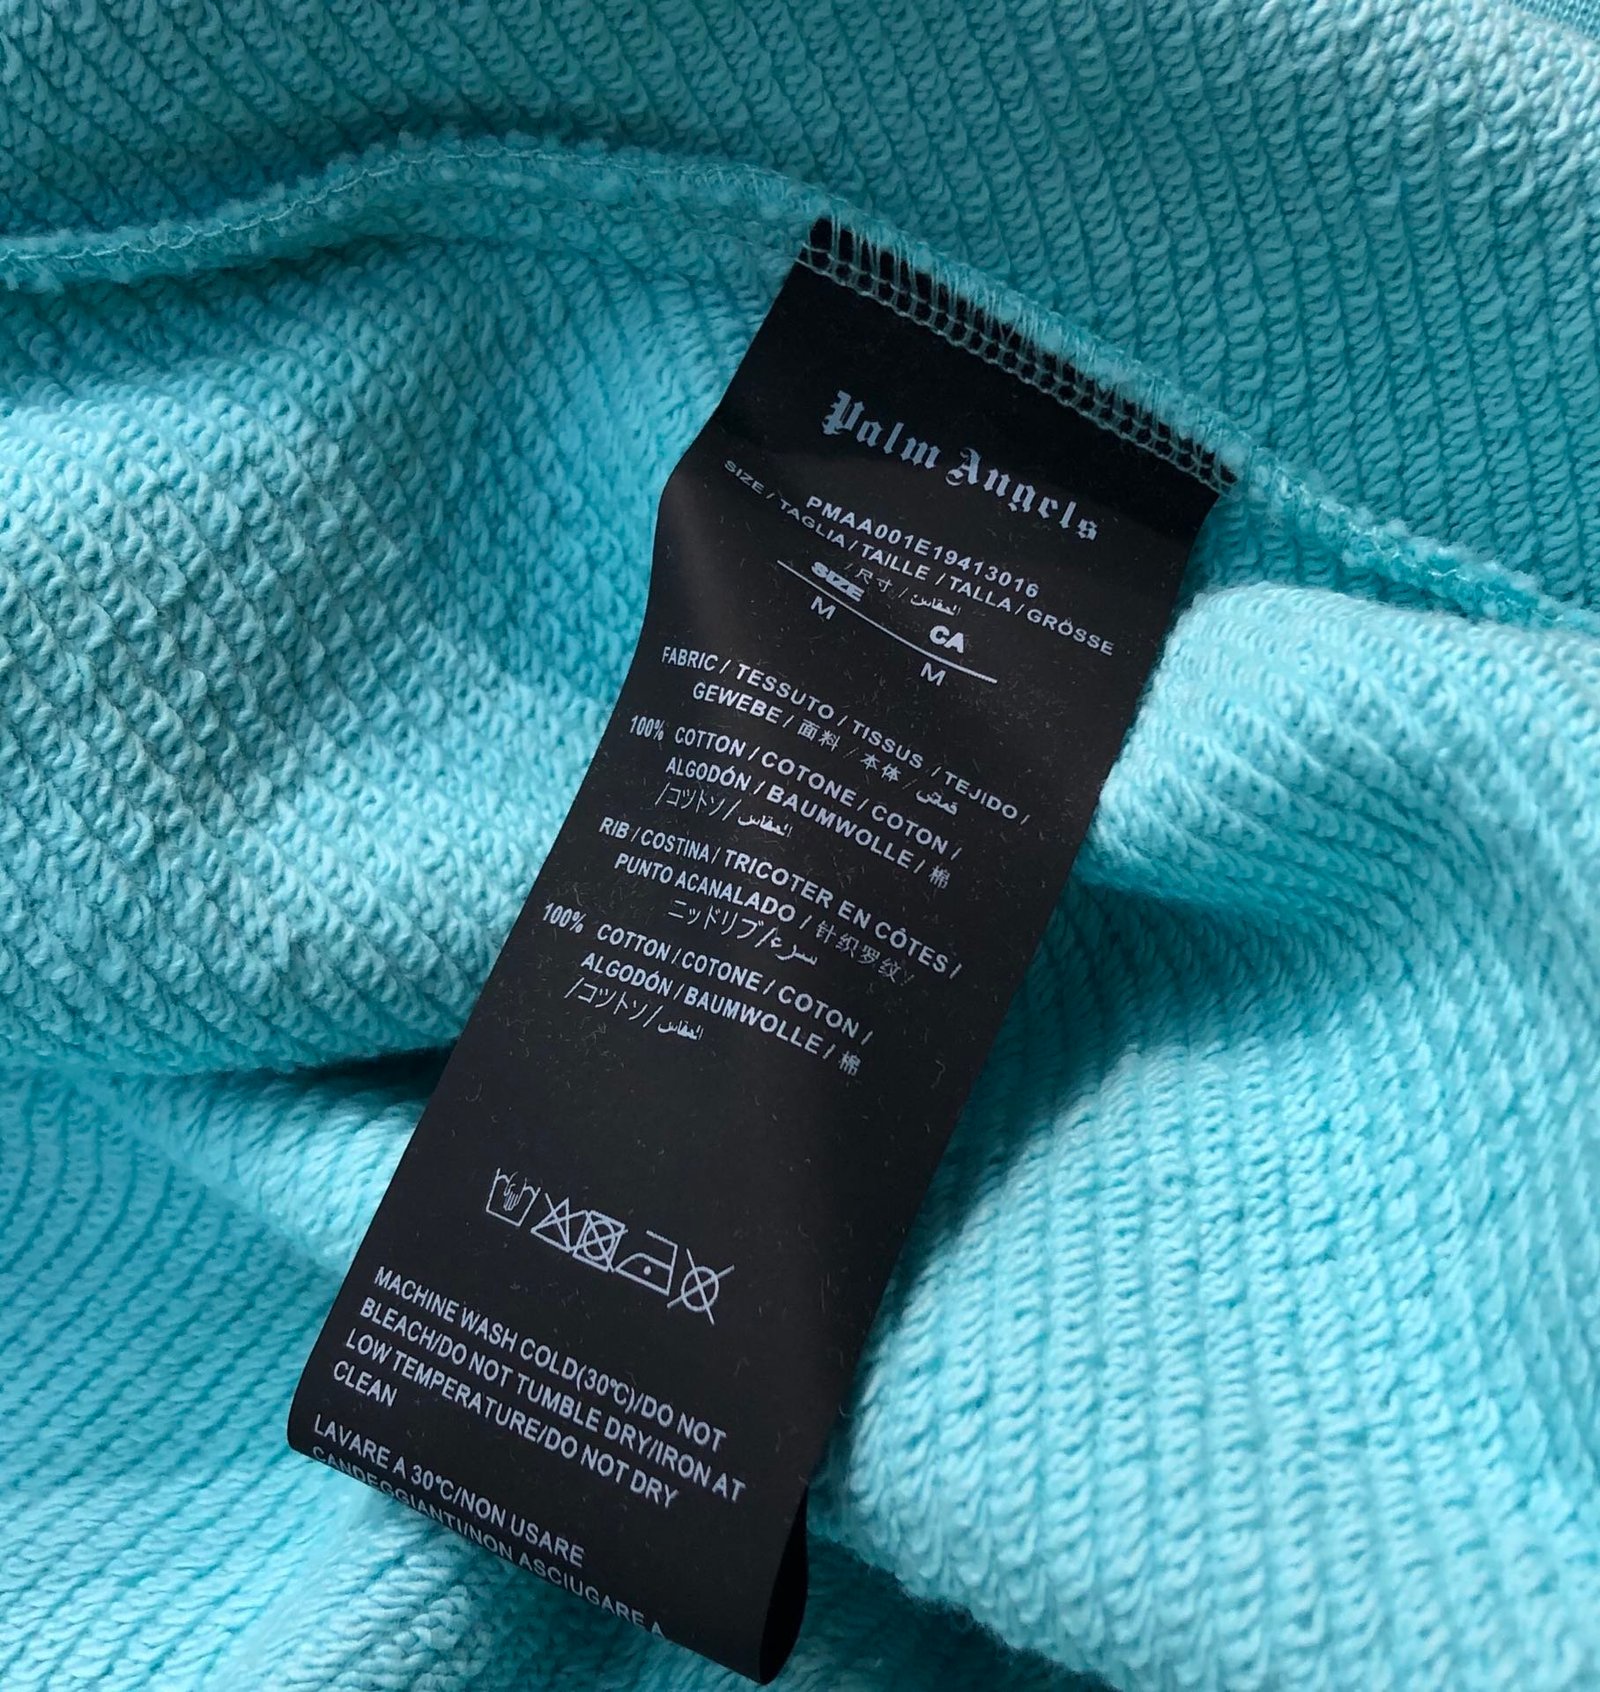 Palm Angels
PMAA001E19413016
SIZE / TAGLIA / TAILLE / TALLA / GRÖSSE
/ 尺寸 / المقاس
SIZE CA
M M
FABRIC / TESSUTO / TISSUS / TEJIDO /
GEWEBE / 面料 / 本体 /
100% COTTON / COTONE / COTON /
ALGODÓN / BAUMWOLLE / 棉
/コットン / المقاس
RIB / COSTINA / TRICOTER EN CÔTES /
PUNTO ACANALADO / 针织罗纹/
ニッドリブ/
100% COTTON / COTONE / COTON /
ALGODÓN / BAUMWOLLE / 棉
/コットン / المقاس
MACHINE WASH COLD(30℃)/DO NOT
BLEACH/DO NOT TUMBLE DRY/IRON AT
LOW TEMPERATURE/DO NOT DRY
CLEAN
LAVARE A 30℃/NON USARE
CANDEGGIANTI/NON ASCIUGARE A